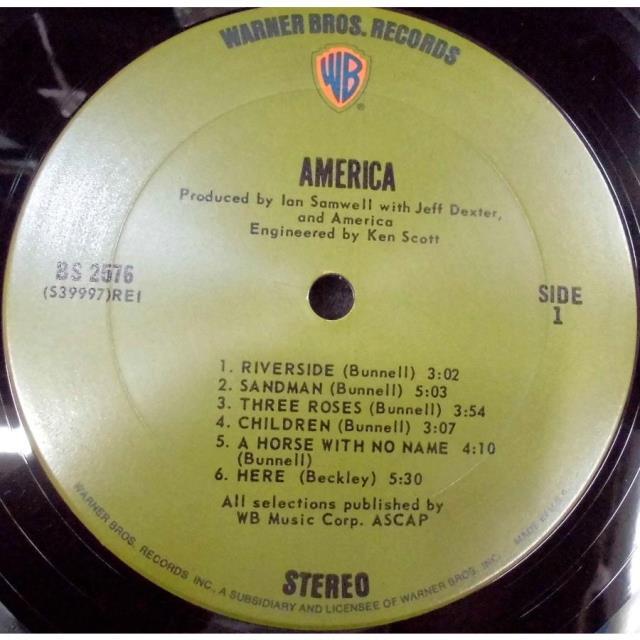 WARNER BROS. RECORDS
WB
®
AMERICA
Produced by Ian Samwell with Jeff Dexter,
and America
Engineered by Ken Scott
BS 2576
(S39997)RE1
SIDE
1
1. RIVERSIDE (Bunnell) 3:02
2. SANDMAN (Bunnell) 5:03
3. THREE ROSES (Bunnell) 3:54
4. CHILDREN (Bunnell) 3:07
5. A HORSE WITH NO NAME 4:10
(Bunnell)
6. HERE (Beckley) 5:30
All selections published by
WB Music Corp. ASCAP
STEREO
WARNER BROS. RECORDS INC., A SUBSIDIARY AND LICENSEE OF WARNER BROS. INC. MADE IN U.S.A.